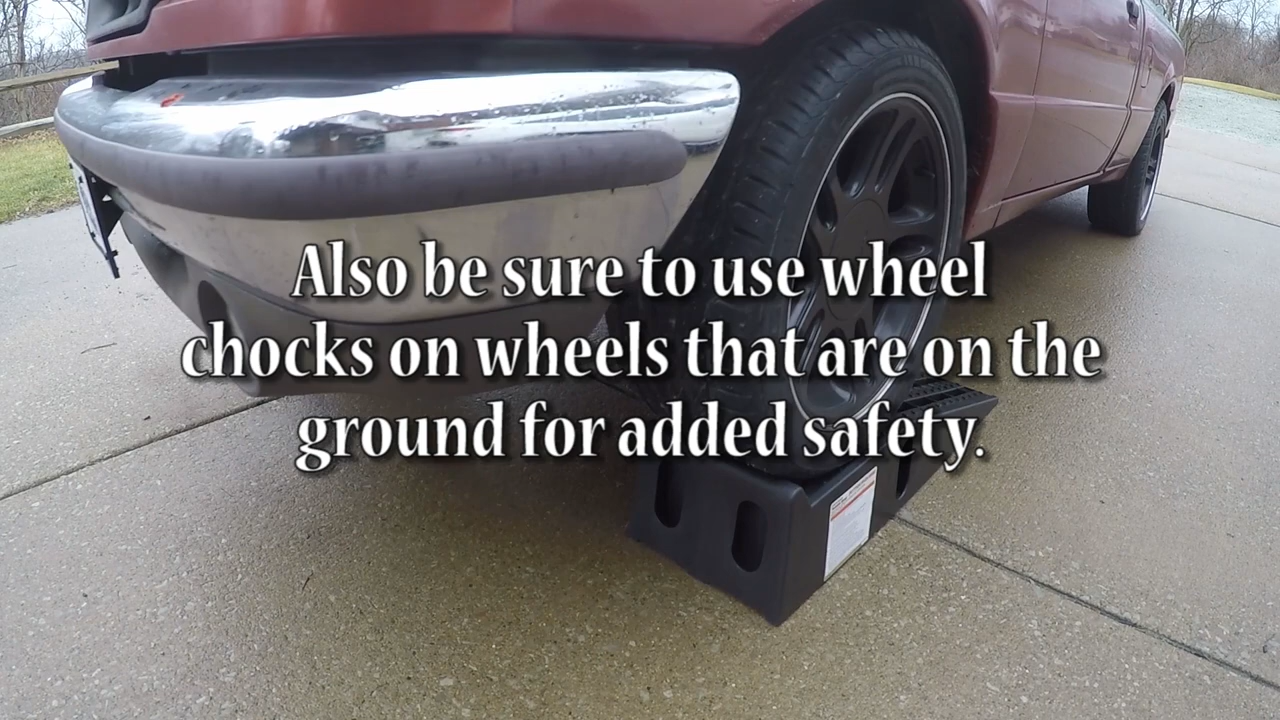 Also be sure to use wheel
chocks on wheels that are on the
ground for added safety.